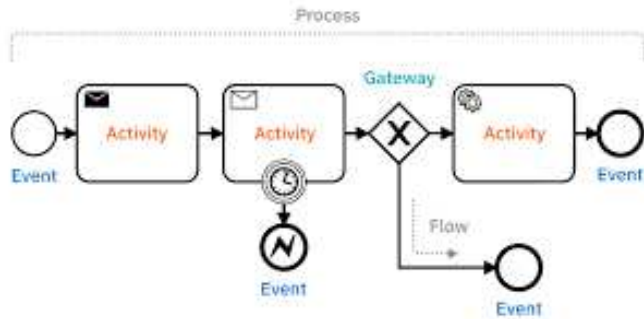 Process
Gateway
Activity
Activity
Activity
Event
Event
Flow
Event
Event